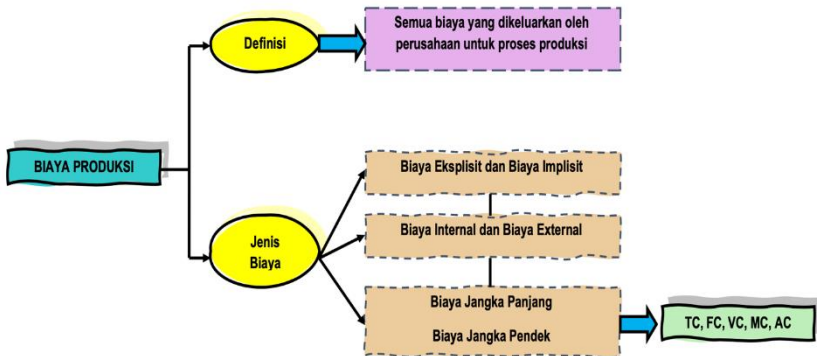 Definisi
Semua biaya yang dikeluarkan oleh
perusahaan untuk proses produksi
BIAYA PRODUKSI
Biaya Eksplisit dan Biaya Implisit
Biaya Internal dan Biaya External
Jenis
Biaya
Biaya Jangka Panjang
Biaya Jangka Pendek
TC, FC, VC, MC, AC